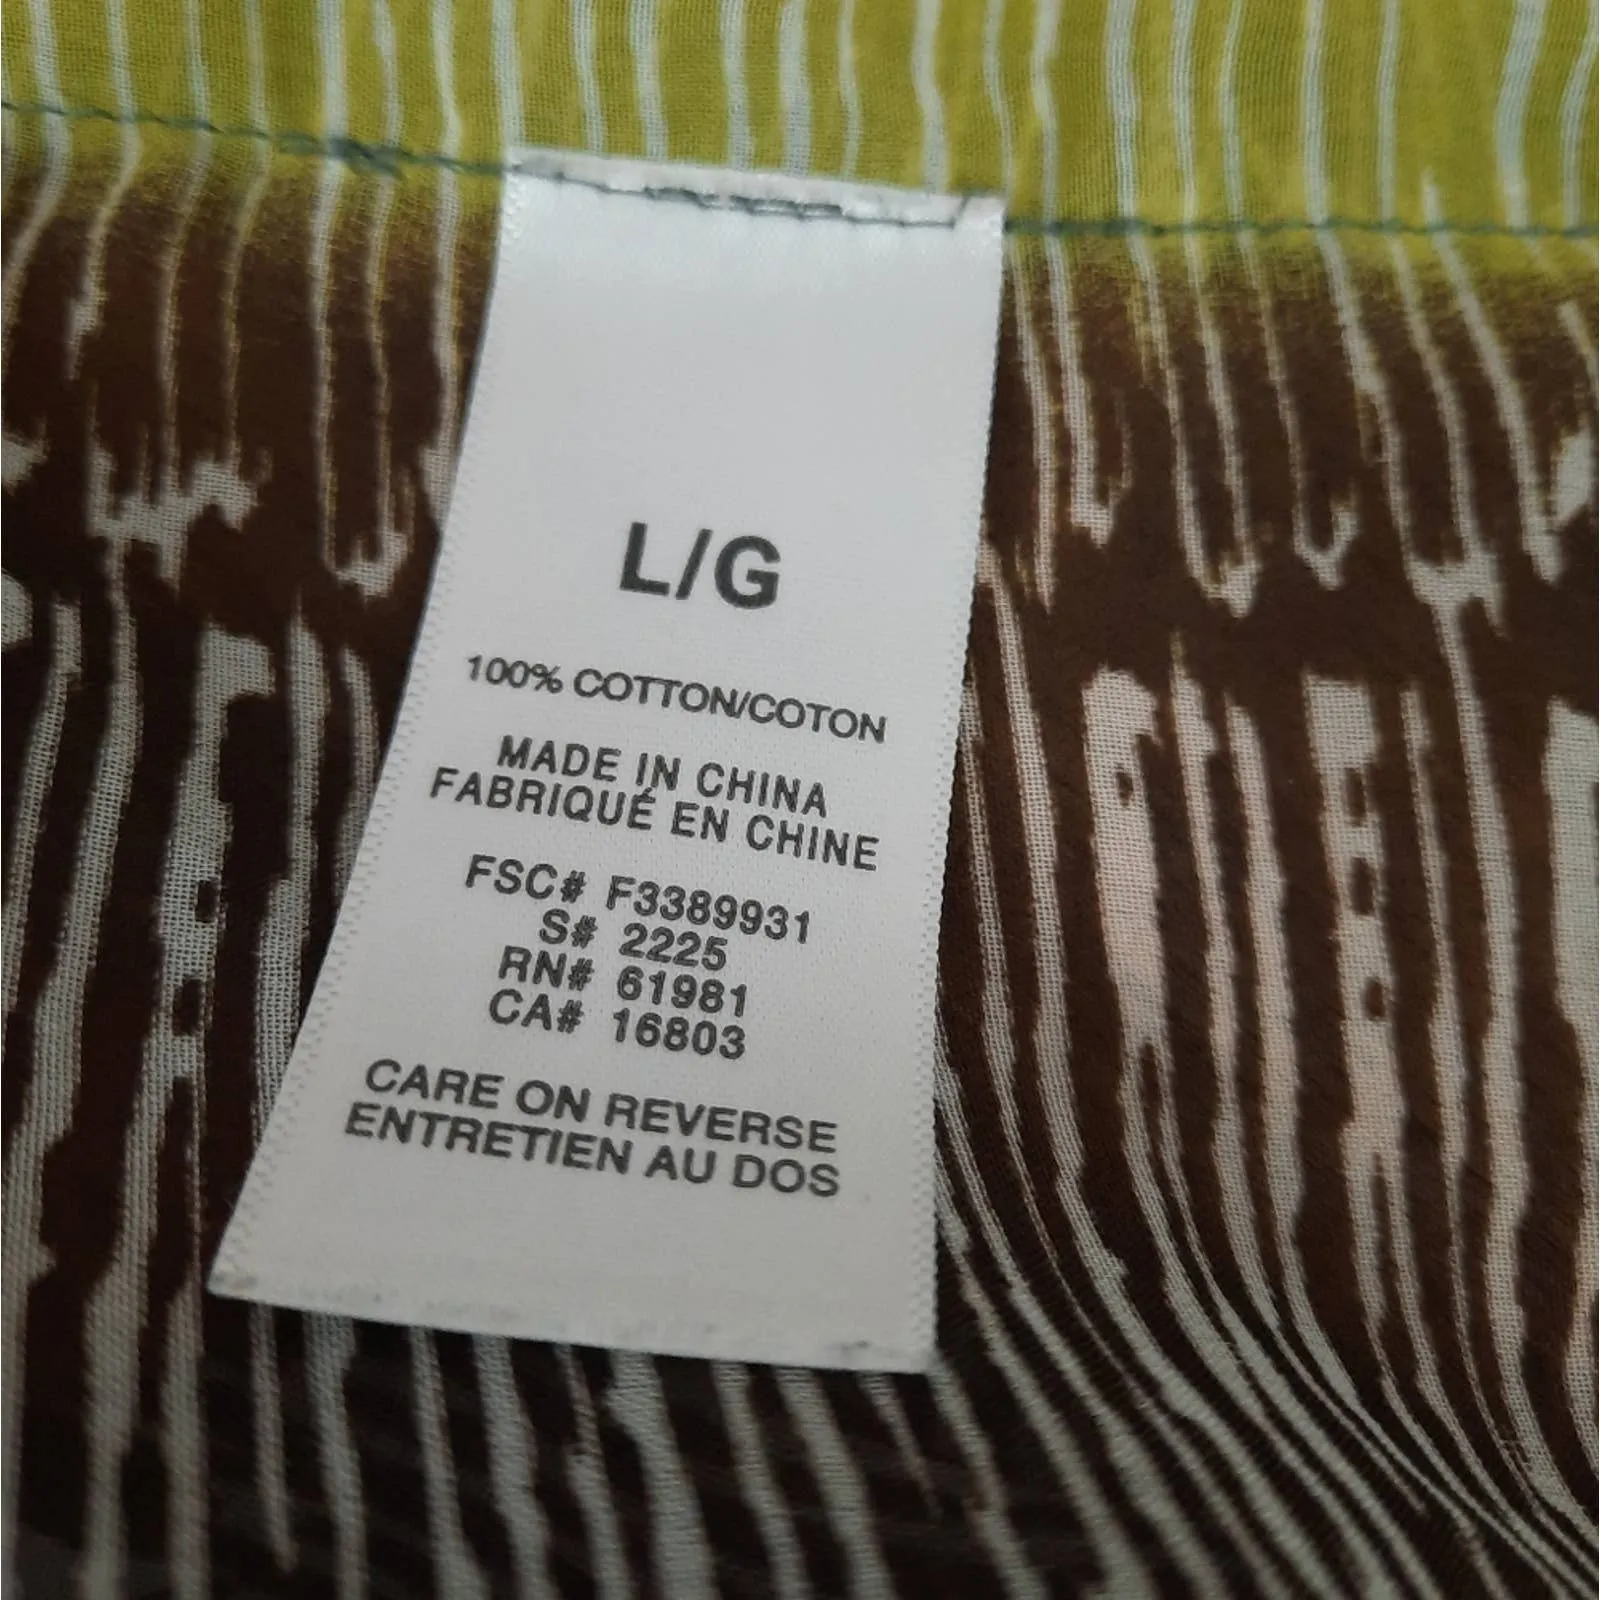 L/G
100% COTTON/COTON
MADE IN CHINA
FABRIQUÉ EN CHINE
FSC# F3389931
S# 2225
RN# 61981
CA# 16803
CARE ON REVERSE
ENTRETIEN AU DOS